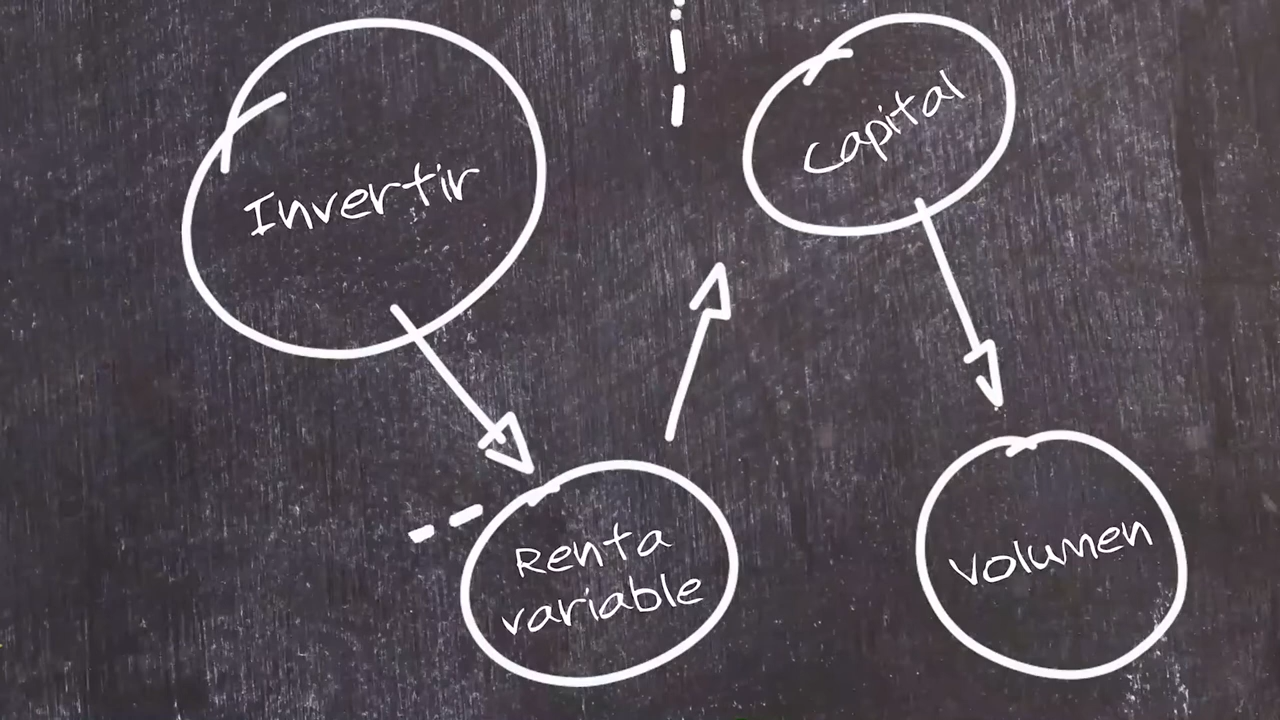 Invertir
Capital
Renta
variable
Volumen